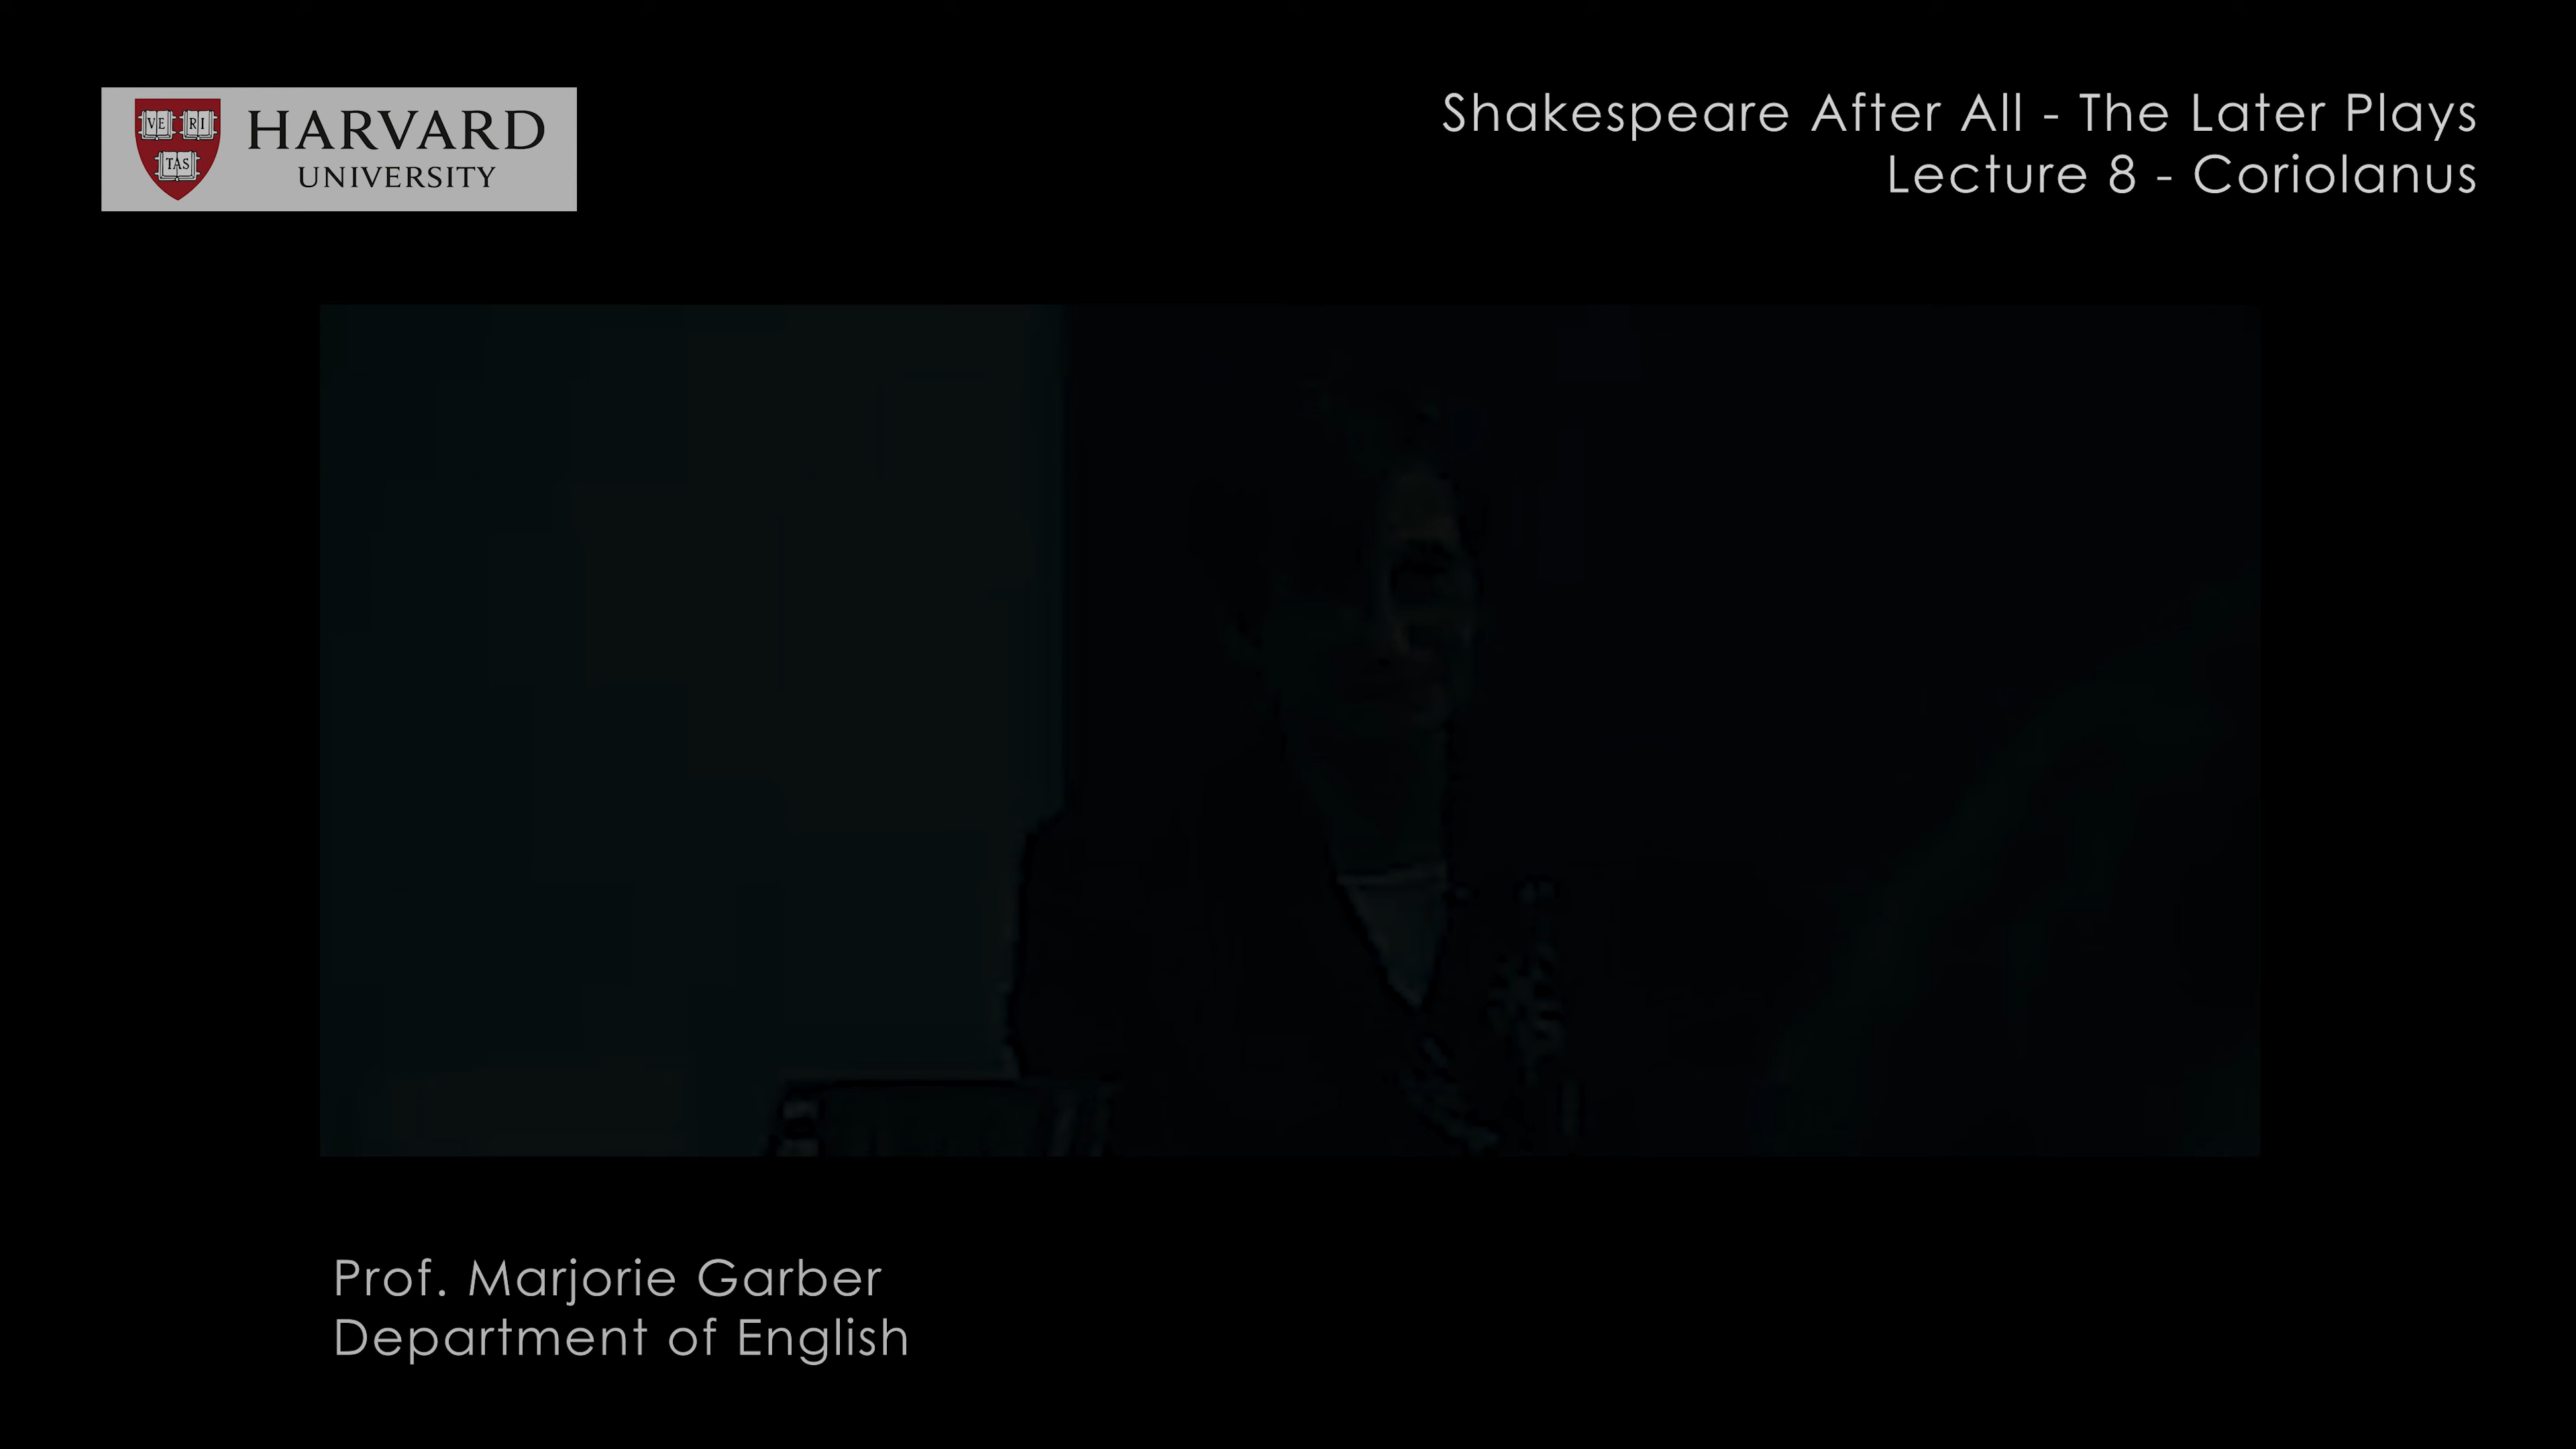 VE RI
TAS
HARVARD
UNIVERSITY
Shakespeare After All - The Later Plays
Lecture 8 - Coriolanus
Prof. Marjorie Garber
Department of English